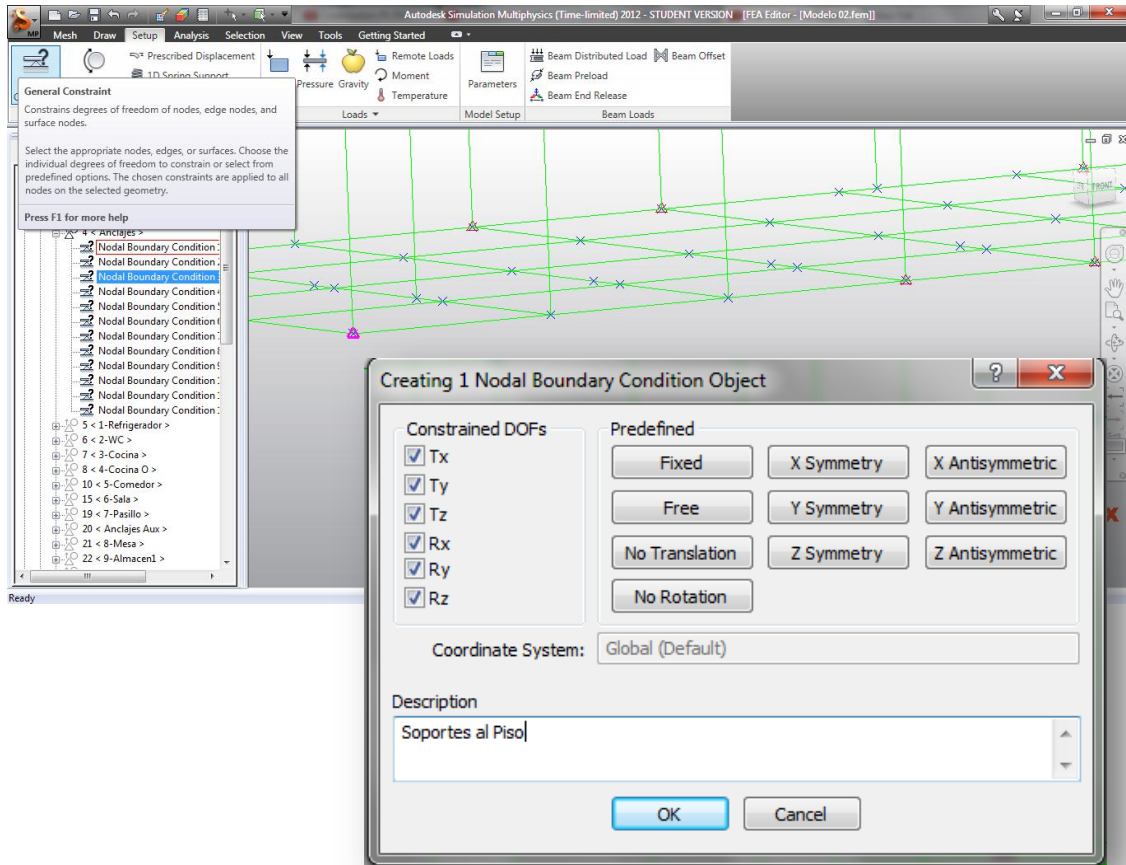 Autodesk Simulation Multiphysics (Time-limited) 2012 - STUDENT VERSION [FEA Editor - [Modelo 02.fem]]
MP
Mesh Draw Setup Analysis Selection View Tools Getting Started
Prescribed Displacement
1D Spring Support
Pressure
Gravity
Remote Loads
Moment
Temperature
Loads
Parameters
Model Setup
Beam Distributed Load
Beam Offset
Beam Preload
Beam End Release
Beam Loads
General Constraint
Constrains degrees of freedom of nodes, edge nodes, and
surface nodes.
Select the appropriate nodes, edges, or surfaces. Choose the
individual degrees of freedom to constrain or select from
predefined options. The chosen constraints are applied to all
nodes on the selected geometry.
Press F1 for more help
FRONT
4 < Anclajes >
Nodal Boundary Condition
Nodal Boundary Condition
Nodal Boundary Condition
Nodal Boundary Condition
Nodal Boundary Condition
Nodal Boundary Condition
Nodal Boundary Condition
Nodal Boundary Condition
Nodal Boundary Condition
Nodal Boundary Condition
Nodal Boundary Condition
Nodal Boundary Condition
5 < 1-Refrigerador >
6 < 2-WC >
7 < 3-Cocina >
8 < 4-Cocina O >
10 < 5-Comedor >
15 < 6-Sala >
19 < 7-Pasillo >
20 < Anclajes Aux >
21 < 8-Mesa >
22 < 9-Almacen1 >
Ready
Creating 1 Nodal Boundary Condition Object
Constrained DOFs
Tx
Ty
Tz
Rx
Ry
Rz
Predefined
Fixed X Symmetry X Antisymmetric
Free Y Symmetry Y Antisymmetric
No Translation Z Symmetry Z Antisymmetric
No Rotation
Coordinate System: Global (Default)
Description
Soportes al Piso
OK Cancel